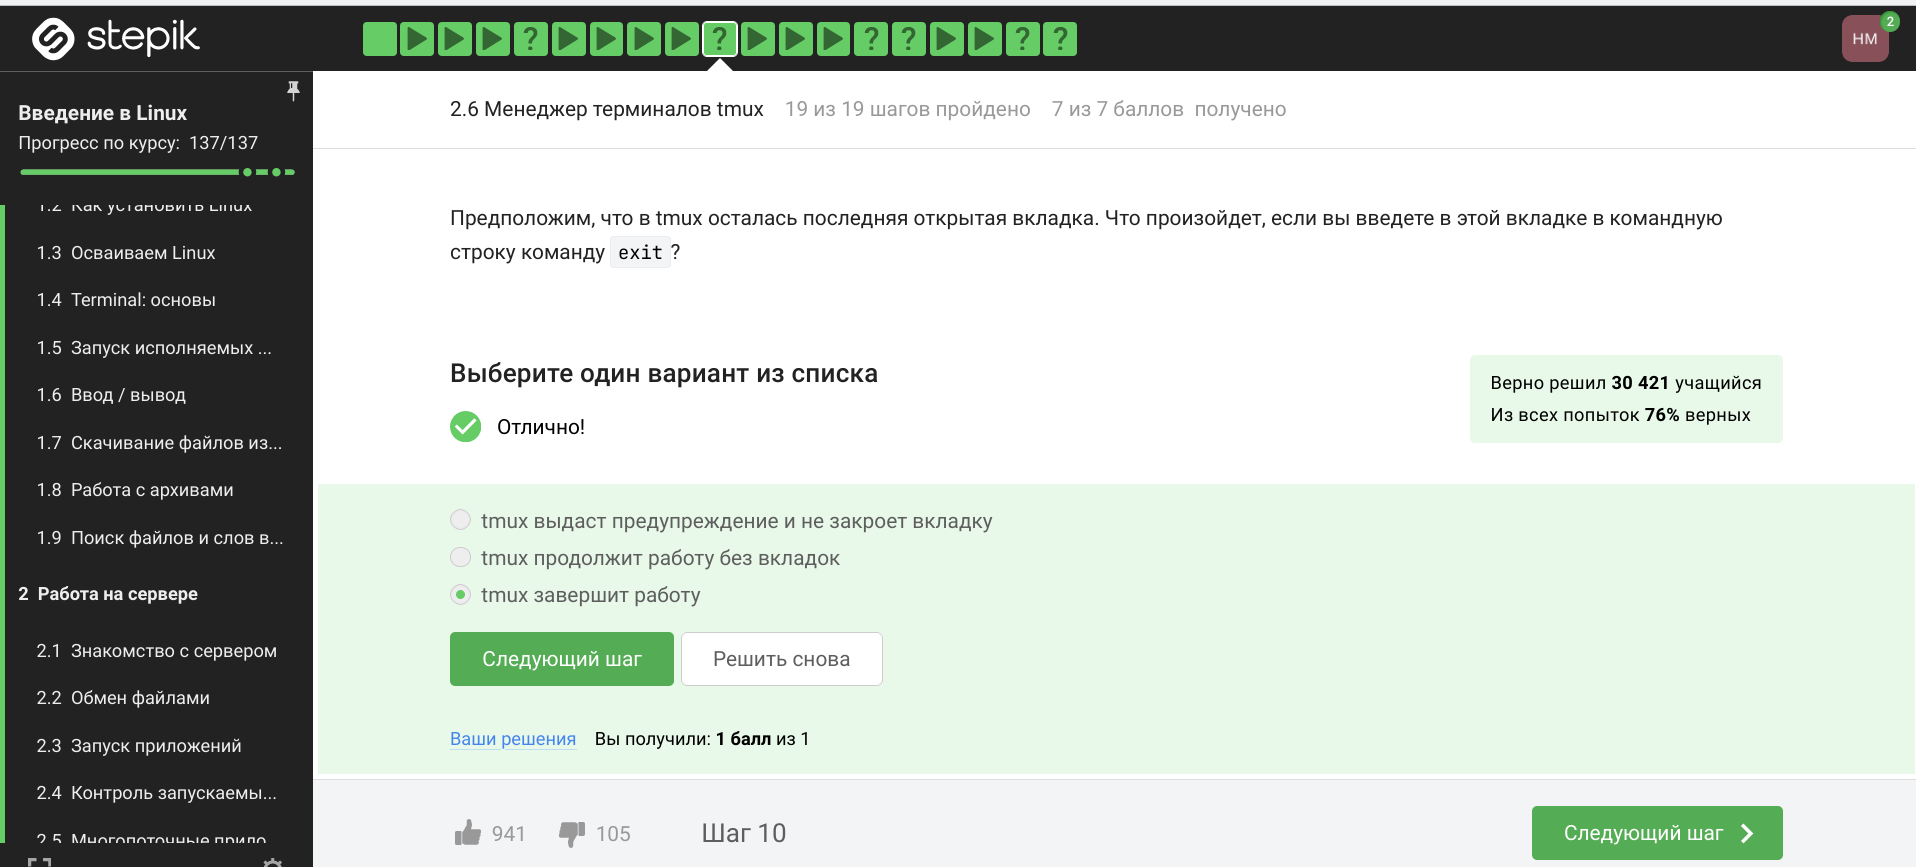 stepik
? ? ? ? ? ?
НМ
2
Введение в Linux
Прогресс по курсу: 137/137
1.2 Как установить Linux
1.3 Осваиваем Linux
1.4 Terminal: основы
1.5 Запуск исполняемых ...
1.6 Ввод / вывод
1.7 Скачивание файлов из...
1.8 Работа с архивами
1.9 Поиск файлов и слов в...
2 Работа на сервере
2.1 Знакомство с сервером
2.2 Обмен файлами
2.3 Запуск приложений
2.4 Контроль запускаемы...
2.5 Многопоточные прило...
2.6 Менеджер терминалов tmux 19 из 19 шагов пройдено 7 из 7 баллов получено
Предположим, что в tmux осталась последняя открытая вкладка. Что произойдет, если вы введете в этой вкладке в командную
строку команду exit ?
Выберите один вариант из списка
Отлично!
Верно решил 30 421 учащийся
Из всех попыток 76% верных
tmux выдаст предупреждение и не закроет вкладку
tmux продолжит работу без вкладок
tmux завершит работу
Следующий шаг
Решить снова
Ваши решения Вы получили: 1 балл из 1
941 105 Шаг 10
Следующий шаг